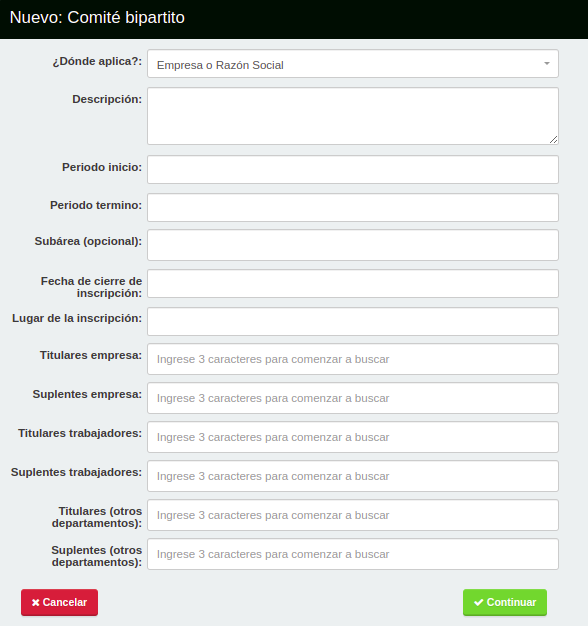 Nuevo: Comité bipartito
¿Dónde aplica?:
Empresa o Razón Social
Descripción:
Periodo inicio:
Periodo termino:
Subárea (opcional):
Fecha de cierre de
inscripción:
Lugar de la inscripción:
Titulares empresa:
Ingrese 3 caracteres para comenzar a buscar
Suplentes empresa:
Ingrese 3 caracteres para comenzar a buscar
Titulares trabajadores:
Ingrese 3 caracteres para comenzar a buscar
Suplentes trabajadores:
Ingrese 3 caracteres para comenzar a buscar
Titulares (otros
departamentos):
Ingrese 3 caracteres para comenzar a buscar
Suplentes (otros
departamentos):
Ingrese 3 caracteres para comenzar a buscar
Cancelar
Continuar